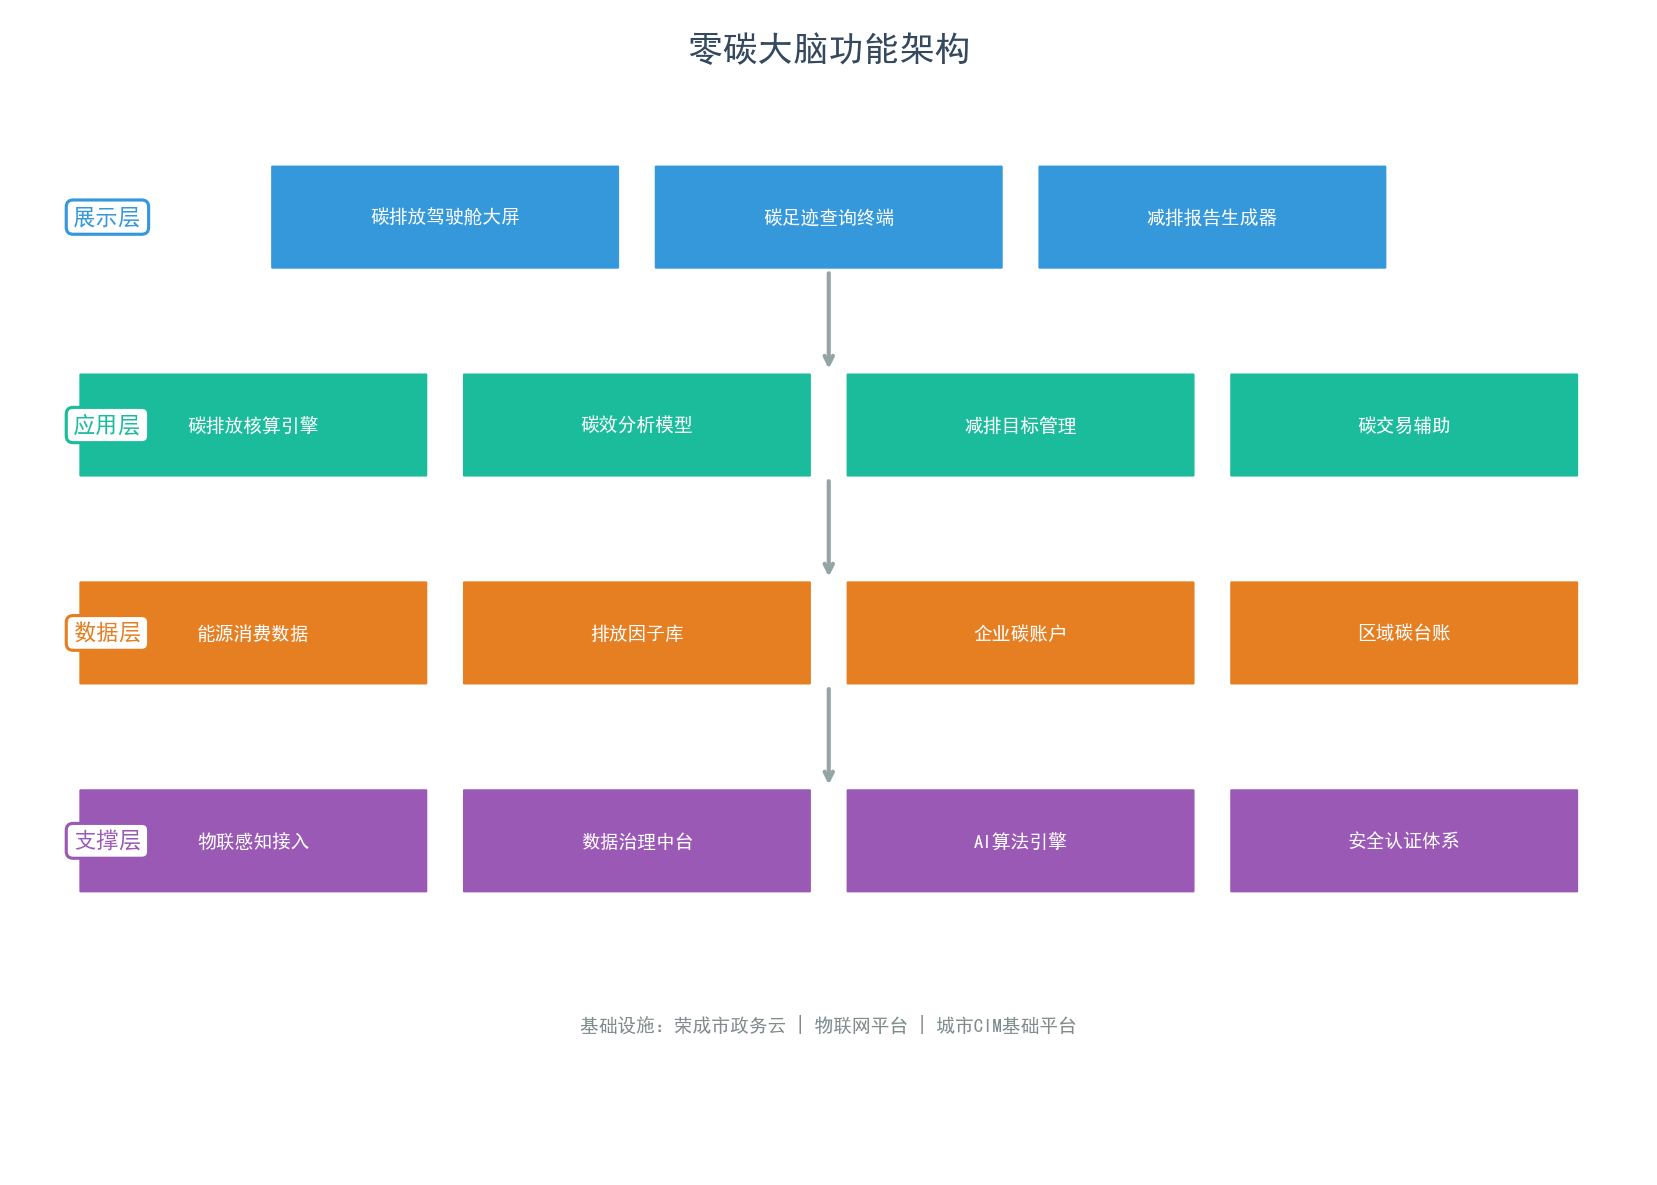 零碳大脑功能架构
展示层
碳排放驾驶舱大屏
碳足迹查询终端
减排报告生成器
应用层
碳排放核算引擎
碳效分析模型
减排目标管理
碳交易辅助
数据层
能源消费数据
排放因子库
企业碳账户
区域碳台账
支撑层
物联感知接入
数据治理中台
AI算法引擎
安全认证体系
基础设施：荣成市政务云 | 物联网平台 | 城市CIM基础平台